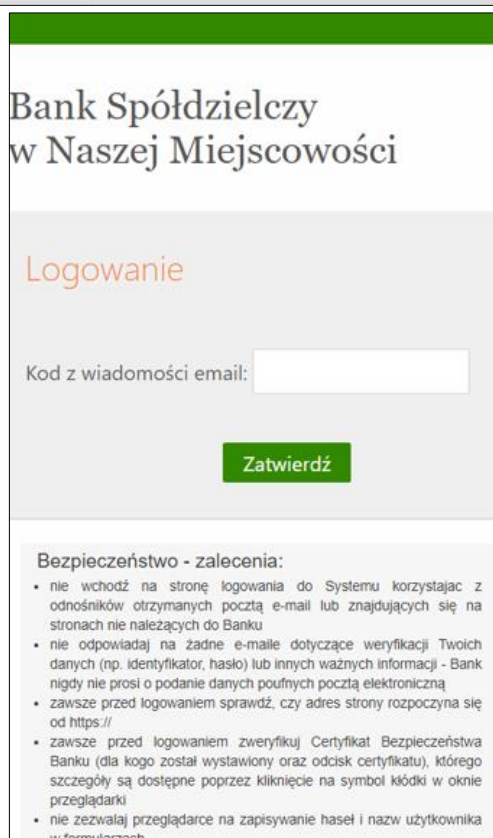 Bank Spółdzielczy
w Naszej Miejscowości
Logowanie
Kod z wiadomości email:
Zatwierdź
Bezpieczeństwo - zalecenia:
• nie wchodź na stronę logowania do Systemu korzystajac z
odnośników otrzymanych pocztą e-mail lub znajdujących się na
stronach nie należących do Banku
• nie odpowiadaj na żadne e-maile dotyczące weryfikacji Twoich
danych (np. identyfikator, hasło) lub innych ważnych informacji - Bank
nigdy nie prosi o podanie danych poufnych pocztą elektroniczną
• zawsze przed logowaniem sprawdź, czy adres strony rozpoczyna się
od https://
• zawsze przed logowaniem zweryfikuj Certyfikat Bezpieczeństwa
Banku (dla kogo został wystawiony oraz odcisk certyfikatu), którego
szczegóły są dostępne poprzez kliknięcie na symbol kłódki w oknie
przeglądarki
• nie zezwalaj przeglądarce na zapisywanie haseł i nazw użytkownika
w formularzach